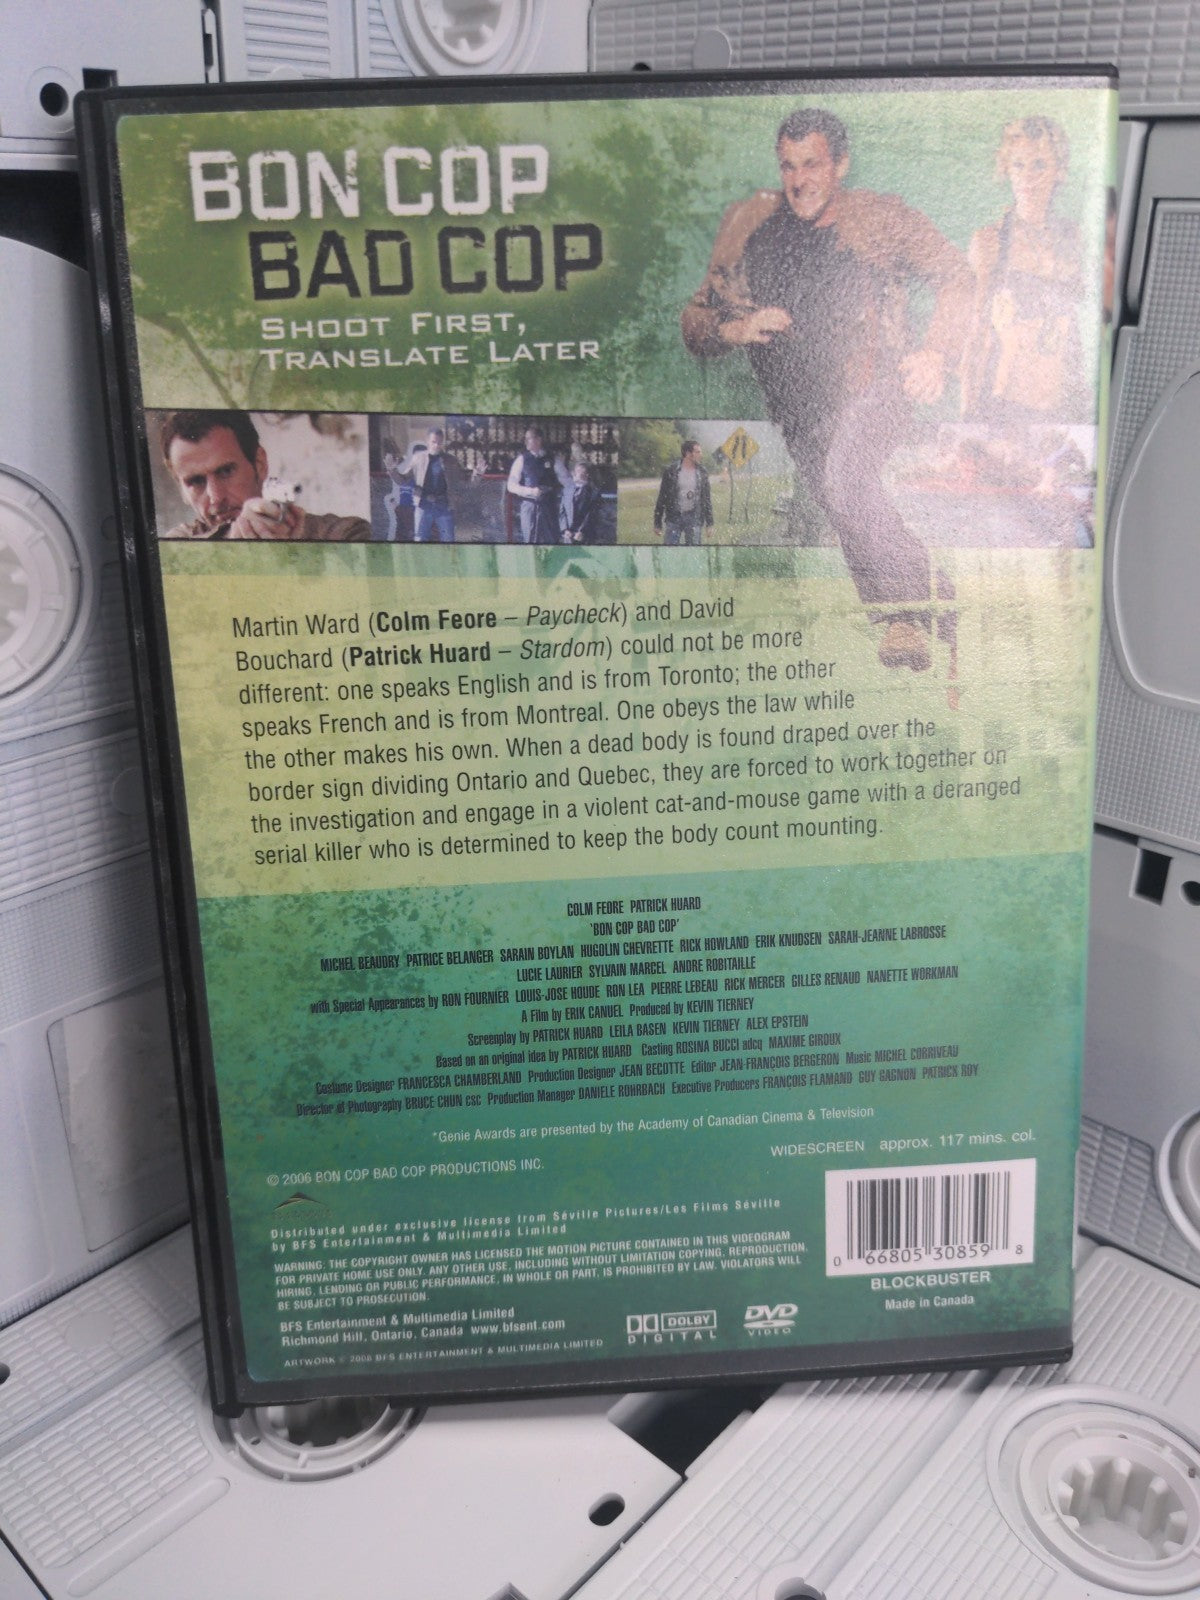 BON COP
BAD COP
SHOOT FIRST,
TRANSLATE LATER
Martin Ward (Colm Feore – Paycheck) and David
Bouchard (Patrick Huard – Stardom) could not be more
different: one speaks English and is from Toronto; the other
speaks French and is from Montreal. One obeys the law while
the other makes his own. When a dead body is found draped over the
border sign dividing Ontario and Quebec, they are forced to work together on
the investigation and engage in a violent cat-and-mouse game with a deranged
serial killer who is determined to keep the body count mounting.
COLM FEORE PATRICK HUARD
'BON COP BAD COP'
MICHEL BEAUDRY PATRICE BELANGER SARAIN BOYLAN HUGOLIN CHEVRETTE RICK HOWLAND ERIK KNUDSEN SARAH-JEANNE LABROSSE
LUCIE LAURIER SYLVAIN MARCEL ANDRE ROBITAILLE
with Special Appearances by RON FOURNIER LOUIS-JOSE HOUDE RON LEA PIERRE LEBEAU RICK MERCER GILLES RENAUD NANETTE WORKMAN
A Film by ERIK CANUEL Produced by KEVIN TIERNEY
Screenplay by PATRICK HUARD LEILA BASEN KEVIN TIERNEY ALEX EPSTEIN
Based on an original idea by PATRICK HUARD Casting ROSINA BUCCI adcq MAXIME GIROUX
Costume Designer FRANCESCA CHAMBERLAND Production Designer JEAN BECOTTE Editor JEAN-FRANÇOIS BERGERON Music MICHEL CORRIVEAU
Director of Photography BRUCE CHUN csc Production Manager DANIELE ROHRBACH Executive Producers FRANÇOIS FLAMAND GUY GAGNON PATRICK ROY
*Genie Awards are presented by the Academy of Canadian Cinema & Television
WIDESCREEN approx. 117 mins. col.
© 2006 BON COP BAD COP PRODUCTIONS INC.
Distributed under exclusive license from Séville Pictures/Les Films Séville
by BFS Entertainment & Multimedia Limited
WARNING: THE COPYRIGHT OWNER HAS LICENSED THE MOTION PICTURE CONTAINED IN THIS VIDEOGRAM
FOR PRIVATE HOME USE ONLY. ANY OTHER USE, INCLUDING WITHOUT LIMITATION COPYING, REPRODUCTION,
HIRING, LENDING OR PUBLIC PERFORMANCE, IN WHOLE OR PART, IS PROHIBITED BY LAW. VIOLATORS WILL
BE SUBJECT TO PROSECUTION.
BFS Entertainment & Multimedia Limited
Richmond Hill, Ontario, Canada www.bfsent.com
ARTWORK © 2008 BFS ENTERTAINMENT & MULTIMEDIA LIMITED
DOLBY
DIGITAL
DVD
VIDEO
0 66805 30859 8
BLOCKBUSTER
Made in Canada